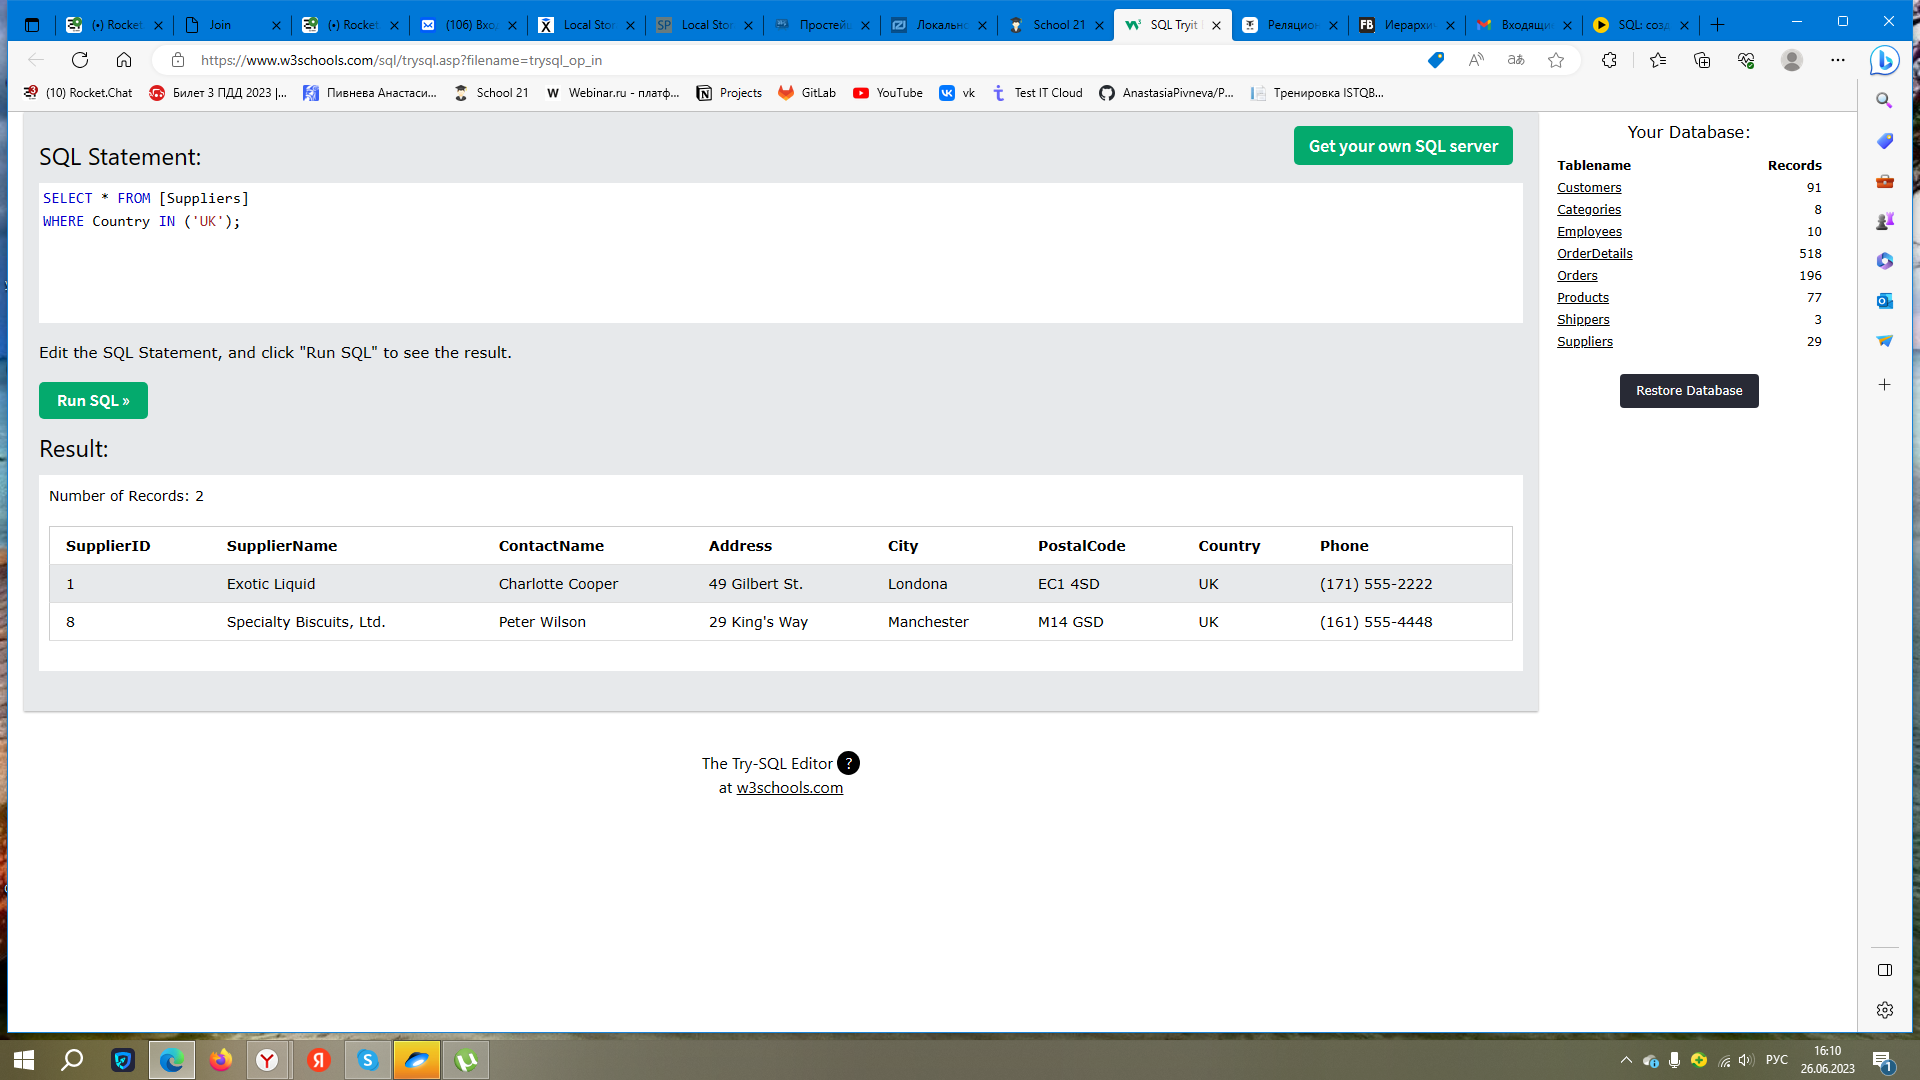 (•) Rocket
Join
(•) Rocket
(106) Вхо
Local Stor
Local Stor
Простейш
Локально
School 21
SQL Tryit
Реляцион
Иерархич
Входящи
SQL: созд
https://www.w3schools.com/sql/trysql.asp?filename=trysql_op_in
(10) Rocket.Chat
Билет 3 ПДД 2023 |...
Пивнева Анастаси...
School 21
Webinar.ru - платф...
Projects
GitLab
YouTube
vk
Test IT Cloud
AnastasiaPivneva/P...
Тренировка ISTQB...
SQL Statement:
Get your own SQL server
SELECT * FROM [Suppliers]
WHERE Country IN ('UK');
Edit the SQL Statement, and click "Run SQL" to see the result.
Run SQL »
Result:
Number of Records: 2
SupplierID SupplierName ContactName Address City PostalCode Country Phone
1 Exotic Liquid Charlotte Cooper 49 Gilbert St. Londona EC1 4SD UK (171) 555-2222
8 Specialty Biscuits, Ltd. Peter Wilson 29 King's Way Manchester M14 GSD UK (161) 555-4448
The Try-SQL Editor ?
at w3schools.com
Your Database:
Tablename Records
Customers 91
Categories 8
Employees 10
OrderDetails 518
Orders 196
Products 77
Shippers 3
Suppliers 29
Restore Database
РУС
16:10
26.06.2023
1